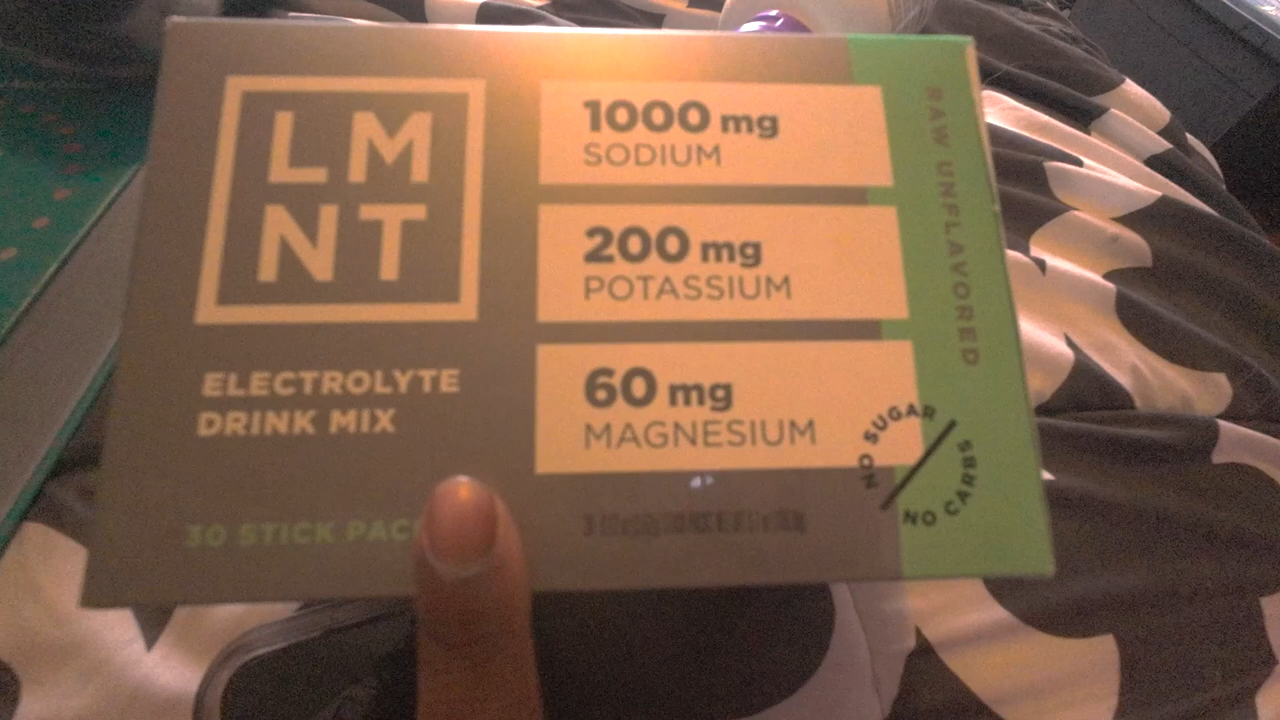 LM
NT
ELECTROLYTE
DRINK MIX
30 STICK
1000 mg
SODIUM
200 mg
POTASSIUM
60 mg
MAGNESIUM
RAW UNFLAVORED
NO SUGAR
NO CARBS